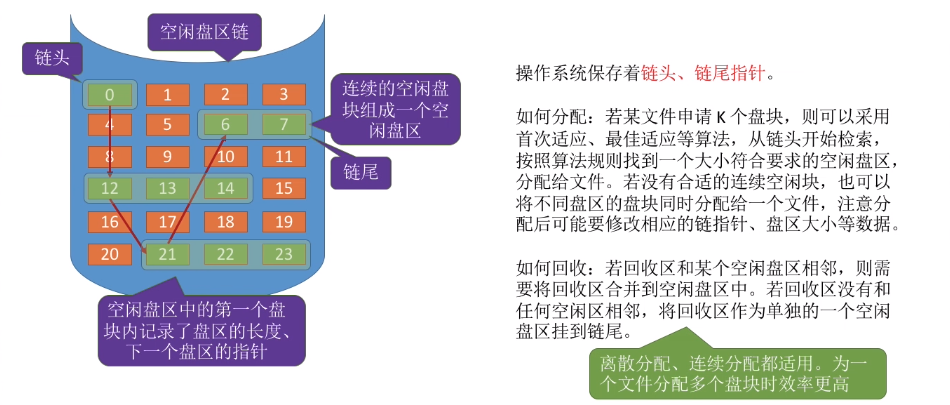 空闲盘区链
链头
0 1 2 3
4 5 6 7
8 9 10 11
12 13 14 15
16 17 18 19
20 21 22 23
连续的空闲盘
块组成一个空
闲盘区
链尾
空闲盘区中的第一个盘
块内记录了盘区的长度、
下一个盘区的指针
操作系统保存着链头、链尾指针。
如何分配：若某文件申请 K 个盘块，则可以采用
首次适应、最佳适应等算法，从链头开始检索，
按照算法规则找到一个大小符合要求的空闲盘区，
分配给文件。若没有合适的连续空闲块，也可以
将不同盘区的盘块同时分配给一个文件，注意分
配后可能要修改相应的链指针、盘区大小等数据。
如何回收：若回收区和某个空闲盘区相邻，则需
要将回收区合并到空闲盘区中。若回收区没有和
任何空闲区相邻，将回收区作为单独的一个空闲
盘区挂到链尾。
离散分配、连续分配都适用。为一
个文件分配多个盘块时效率更高